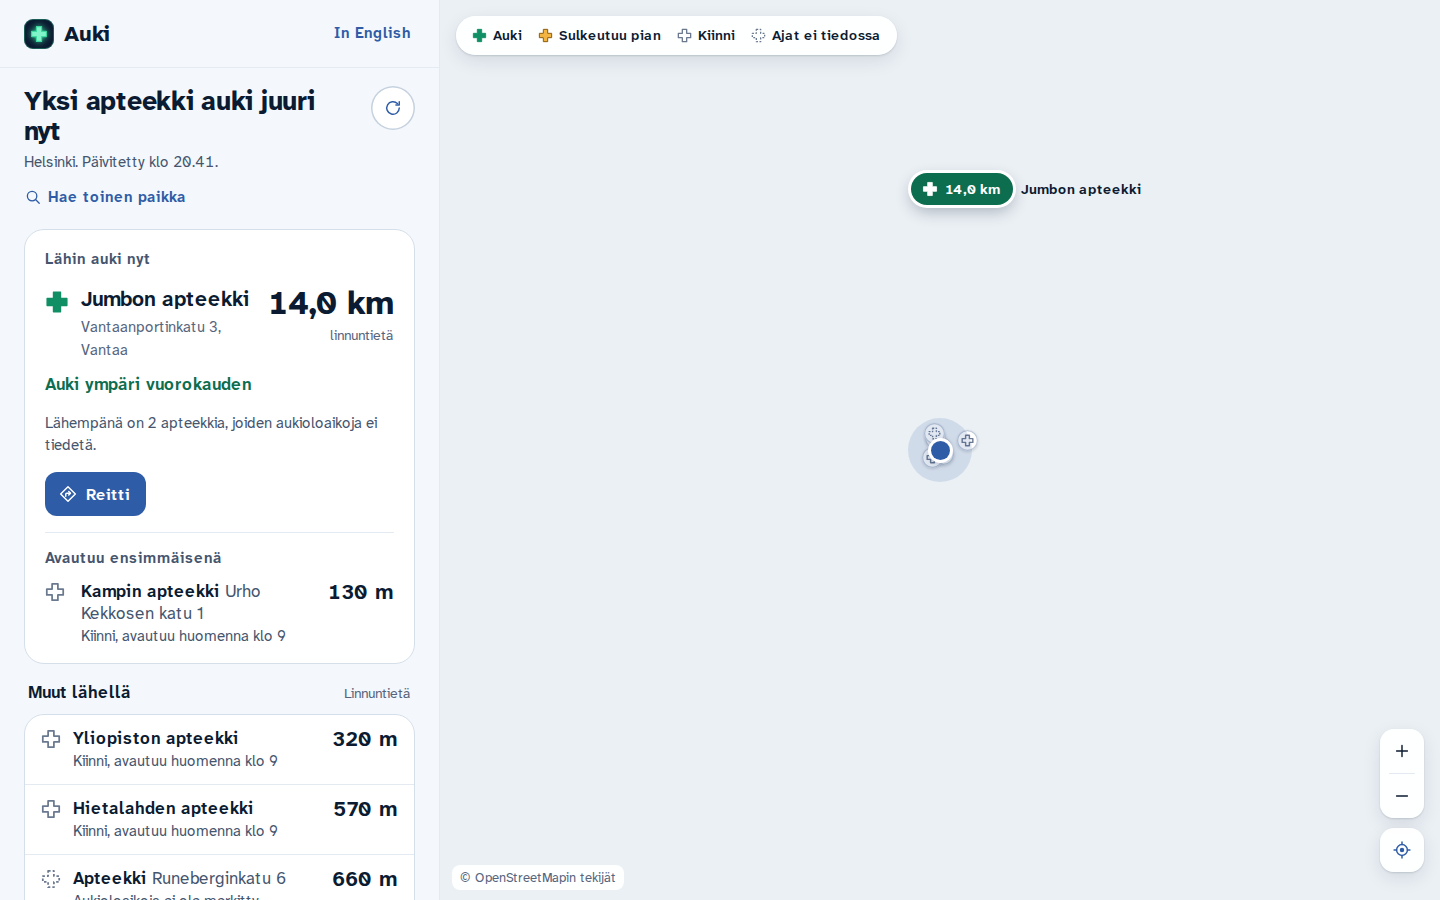 Auki
In English
Yksi apteekki auki juuri
nyt
Helsinki. Päivitetty klo 20.41.
Hae toinen paikka
Lähin auki nyt
Jumbon apteekki
14,0 km
Vantaanportinkatu 3,
Vantaa
linnuntietä
Auki ympäri vuorokauden
Lähempänä on 2 apteekkia, joiden aukioloaikoja ei
tiedetä.
Reitti
Avautuu ensimmäisenä
Kampin apteekki Urho
Kekkosen katu 1
130 m
Kiinni, avautuu huomenna klo 9
Muut lähellä
Linnuntietä
Yliopiston apteekki
320 m
Kiinni, avautuu huomenna klo 9
Hietalahden apteekki
570 m
Kiinni, avautuu huomenna klo 9
Apteekki Runeberginkatu 6
660 m
Auki
Sulkeutuu pian
Kiinni
Ajat ei tiedossa
14,0 km
Jumbon apteekki
© OpenStreetMapin tekijät